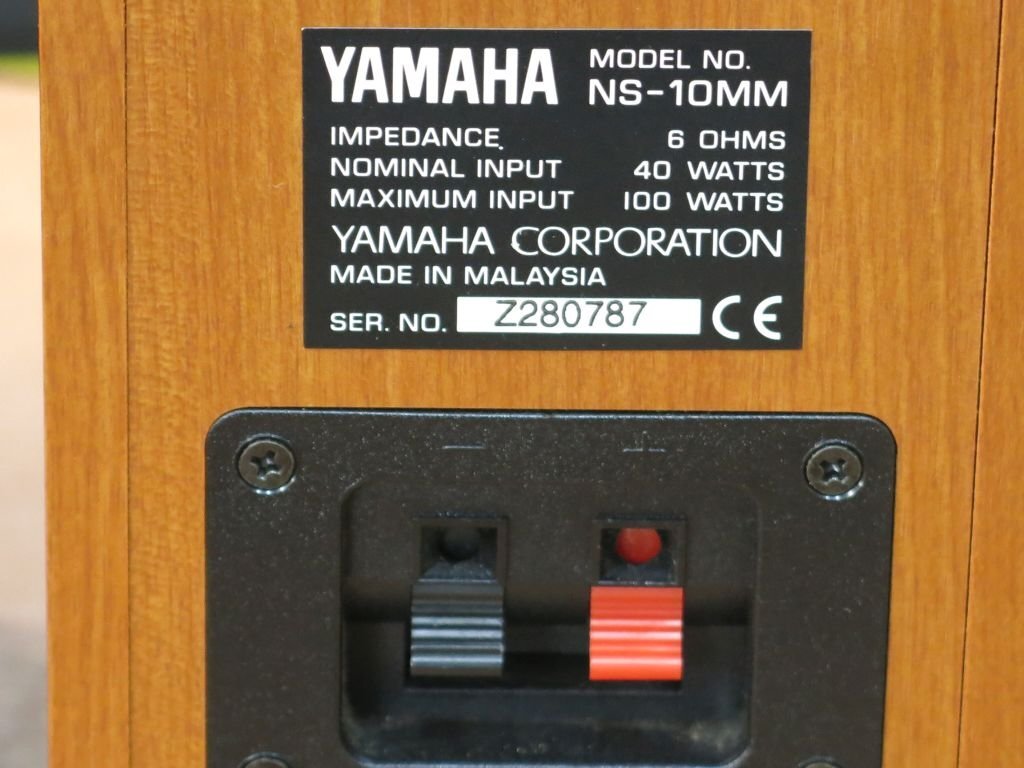 YAMAHA MODEL NO.
NS-10MM
IMPEDANCE 6 OHMS
NOMINAL INPUT 40 WATTS
MAXIMUM INPUT 100 WATTS
YAMAHA CORPORATION
MADE IN MALAYSIA
SER. NO. Z280787 CE